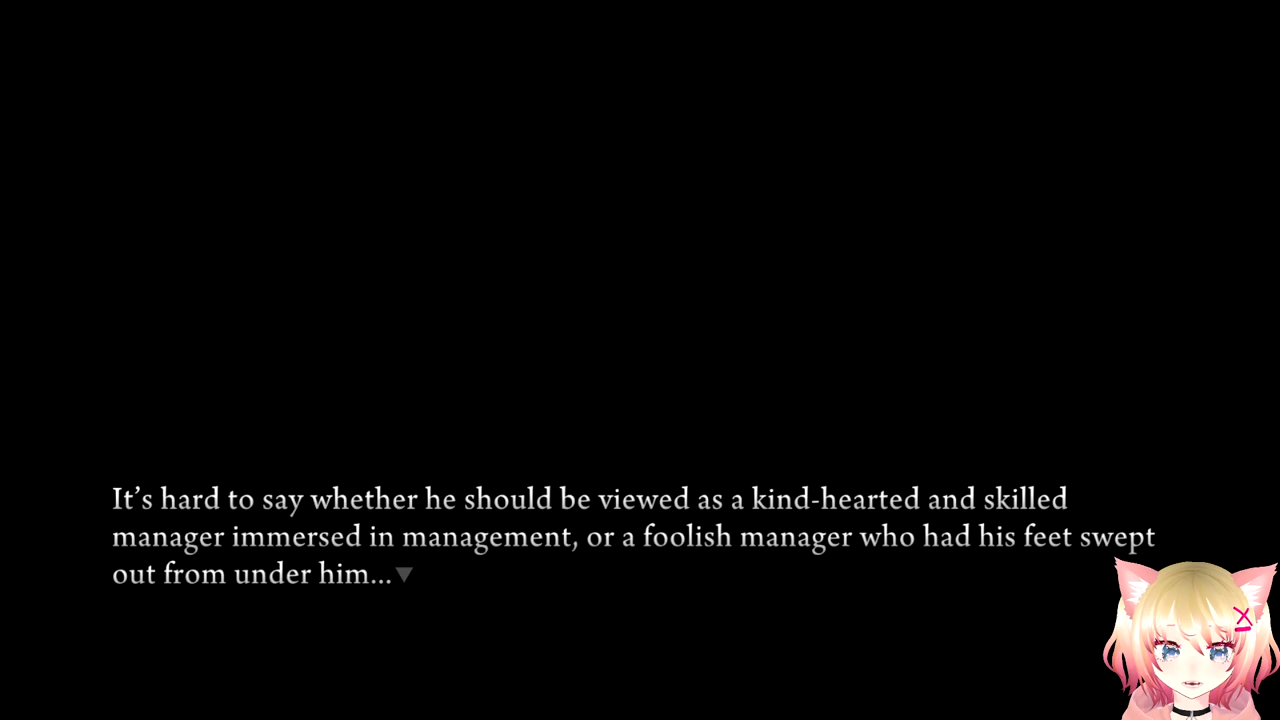 It's hard to say whether he should be viewed as a kind-hearted and skilled
manager immersed in management, or a foolish manager who had his feet swept
out from under him...